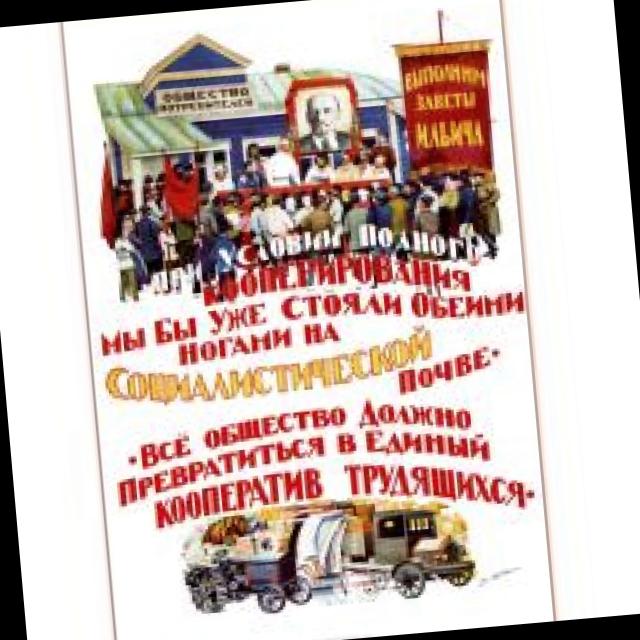 ОБЩЕСТВО
ПОТРЕБИТЕЛЕЙ
ВЫПОЛНИМ
ЗАВЕТЫ
ИЛЬИЧА
ПРИ УСЛОВИИ ПОЛНОГО
КООПЕРИРОВАНИЯ
МЫ БЫ УЖЕ СТОЯЛИ ОБЕИМИ
НОГАМИ НА
СОЦИАЛИСТИЧЕСКОЙ
ПОЧВЕ•
•ВСЁ ОБЩЕСТВО ДОЛЖНО
ПРЕВРАТИТЬСЯ В ЕДИНЫЙ
КООПЕРАТИВ ТРУДЯЩИХСЯ•